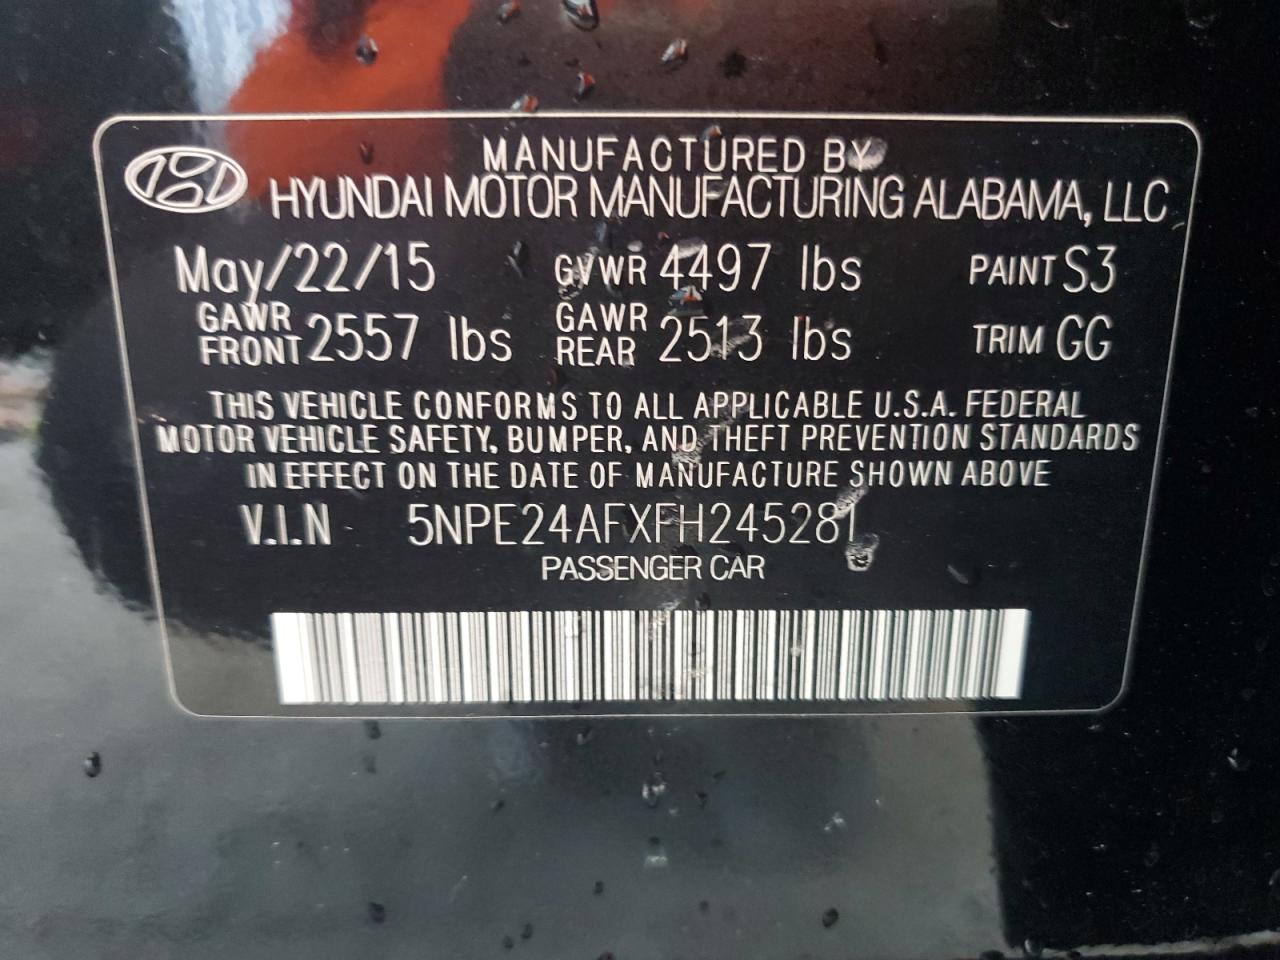 MANUFACTURED BY
HYUNDAI MOTOR MANUFACTURING ALABAMA, LLC
May/22/15 GVWR 4497 lbs PAINT S3
GAWR FRONT 2557 lbs GAWR REAR 2513 lbs TRIM GG
THIS VEHICLE CONFORMS TO ALL APPLICABLE U.S.A. FEDERAL
MOTOR VEHICLE SAFETY, BUMPER, AND THEFT PREVENTION STANDARDS
IN EFFECT ON THE DATE OF MANUFACTURE SHOWN ABOVE
V.I.N 5NPE24AFXFH245281
PASSENGER CAR